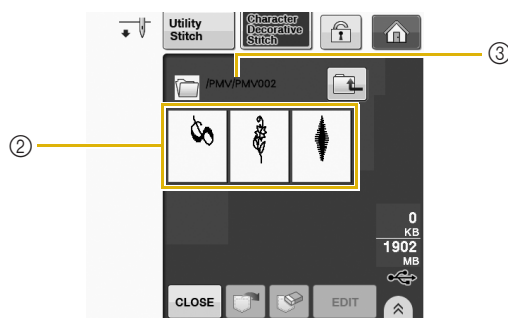 Utility
Stitch
Character
Decorative
Stitch
③
/PMV/PMV002
②
0
KB
1902
MB
CLOSE
EDIT